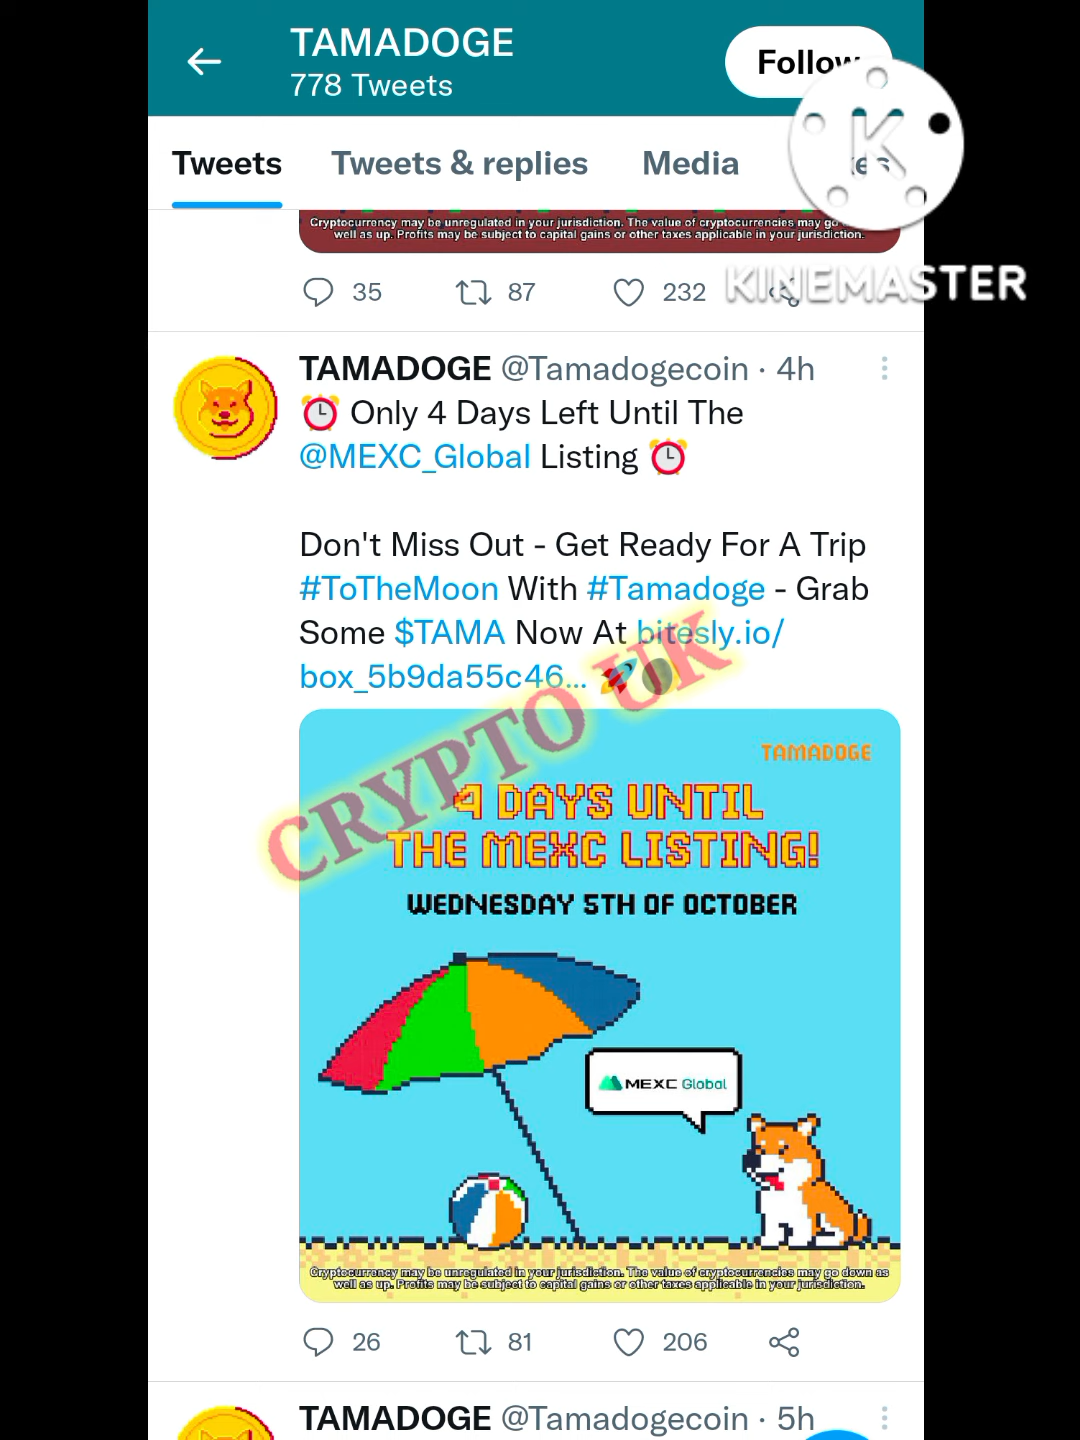 TAMADOGE
778 Tweets
Follow
Tweets
Tweets & replies
Media
KINEMASTER
Cryptocurrency may be unregulated in your jurisdiction. The value of cryptocurrencies may go
well as up. Profits may be subject to capital gains or other taxes applicable in your jurisdiction.
35
87
232
TAMADOGE @Tamadogecoin · 4h
⏰ Only 4 Days Left Until The
@MEXC_Global Listing ⏰
Don't Miss Out - Get Ready For A Trip
#ToTheMoon With #Tamadoge - Grab
Some $TAMA Now At bitesly.io/
box_5b9da55c46... 🚀🌑
CRYPTO UK
TAMADOGE
4 DAYS UNTIL
THE MEXC LISTING!
WEDNESDAY 5TH OF OCTOBER
MEXC Global
Cryptocurrency may be unregulated in your jurisdiction. The value of cryptocurrencies may go down as
well as up. Profits may be subject to capital gains or other taxes applicable in your jurisdiction.
26
81
206
TAMADOGE @Tamadogecoin · 5h